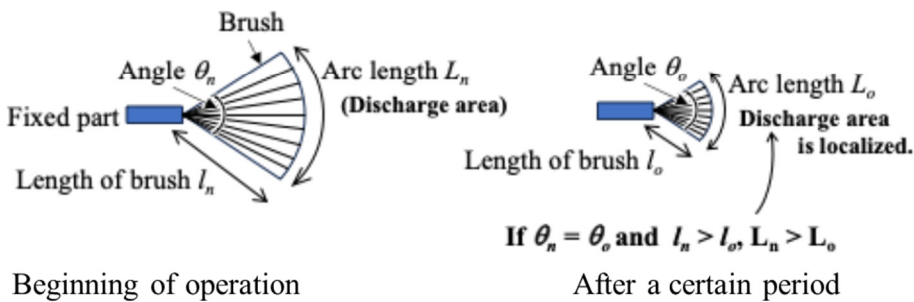 Brush
Angle θn
Arc length Ln
(Discharge area)
Fixed part
Length of brush ln
Angle θo
Arc length Lo
Discharge area
is localized.
Length of brush lo
If θn = θo and ln > lo, Ln > Lo
Beginning of operation
After a certain period